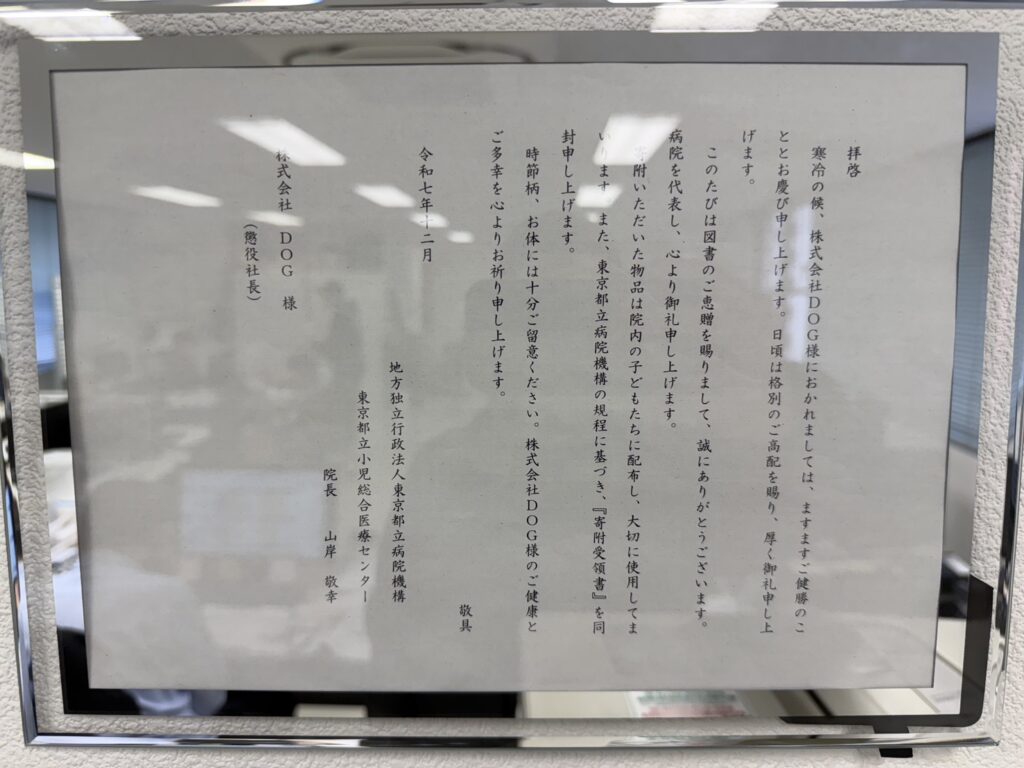 拝啓
寒冷の候、株式会社DOG様におかれましては、ますますご健勝のこ
ととお慶び申し上げます。日頃は格別のご高配を賜り、厚く御礼申し上
げます。
このたびは図書のご恵贈を賜りまして、誠にありがとうございます。
病院を代表し、心より御礼申し上げます。
寄附いただいた物品は院内の子どもたちに配布し、大切に使用してま
いります。また、東京都立病院機構の規程に基づき、『寄附受領書』を同
封申し上げます。
時節柄、お体には十分ご留意ください。株式会社DOG様のご健康と
ご多幸を心よりお祈り申し上げます。
敬具
令和七年十二月
地方独立行政法人東京都立病院機構
東京都立小児総合医療センター
院長 山岸 敬幸
株式会社 DOG 様
(懲役社長)